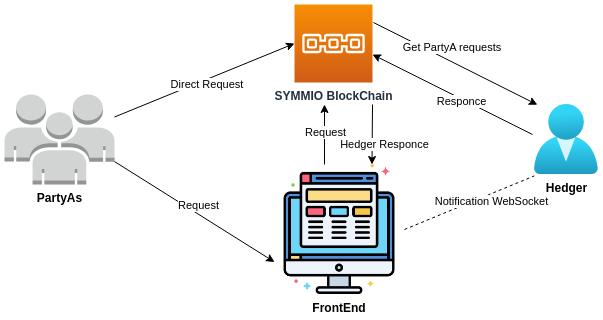 Get PartyA requests
Direct Request
SYMMIO BlockChain
Responce
Request
Hedger Responce
Hedger
PartyAs
Request
Notification WebSocket
FrontEnd